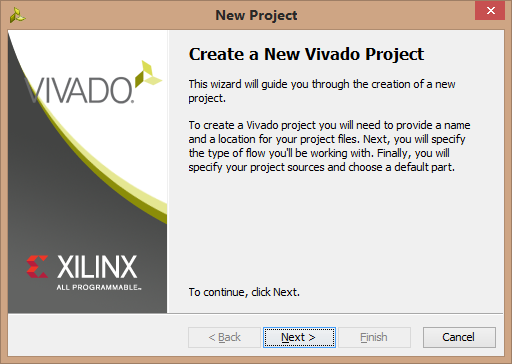 New Project
VIVADO.
Create a New Vivado Project
This wizard will guide you through the creation of a new
project.
To create a Vivado project you will need to provide a name
and a location for your project files. Next, you will specify
the type of flow you'll be working with. Finally, you will
specify your project sources and choose a default part.
XILINX
ALL PROGRAMMABLE™
To continue, click Next.
< Back
Next >
Finish
Cancel